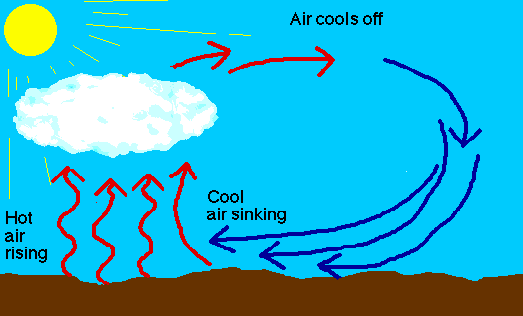 Air cools off
Cool
air sinking
Hot
air
rising